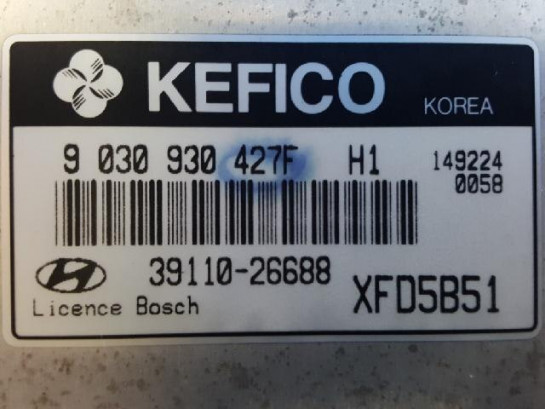 KEFICO KOREA
9 030 930 427F H1 149224
0058
39110-26688
Licence Bosch XFD5B51